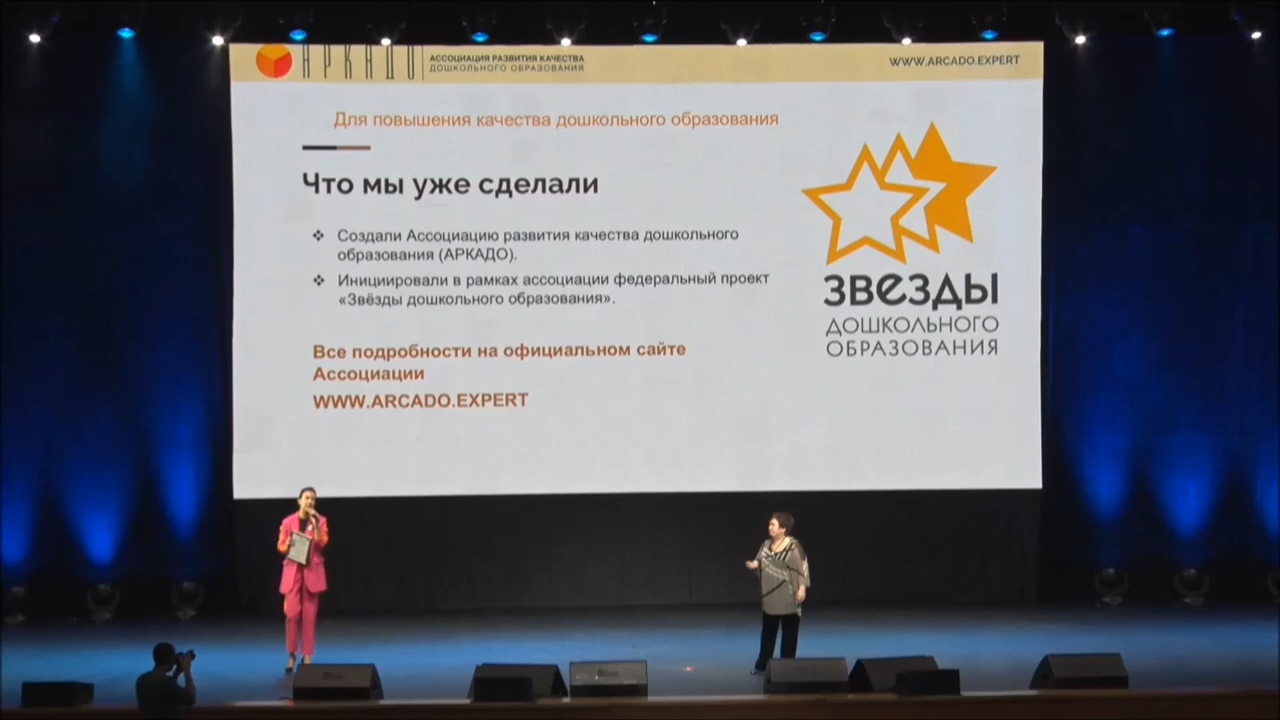 АРКАДО
АССОЦИАЦИЯ РАЗВИТИЯ КАЧЕСТВА
ДОШКОЛЬНОГО ОБРАЗОВАНИЯ
WWW.ARCADO.EXPERT
Для повышения качества дошкольного образования
Что мы уже сделали
❖ Создали Ассоциацию развития качества дошкольного
образования (АРКАДО).
❖ Инициировали в рамках ассоциации федеральный проект
«Звёзды дошкольного образования».
Все подробности на официальном сайте
Ассоциации
WWW.ARCADO.EXPERT
ЗВЕЗДЫ
ДОШКОЛЬНОГО
ОБРАЗОВАНИЯ